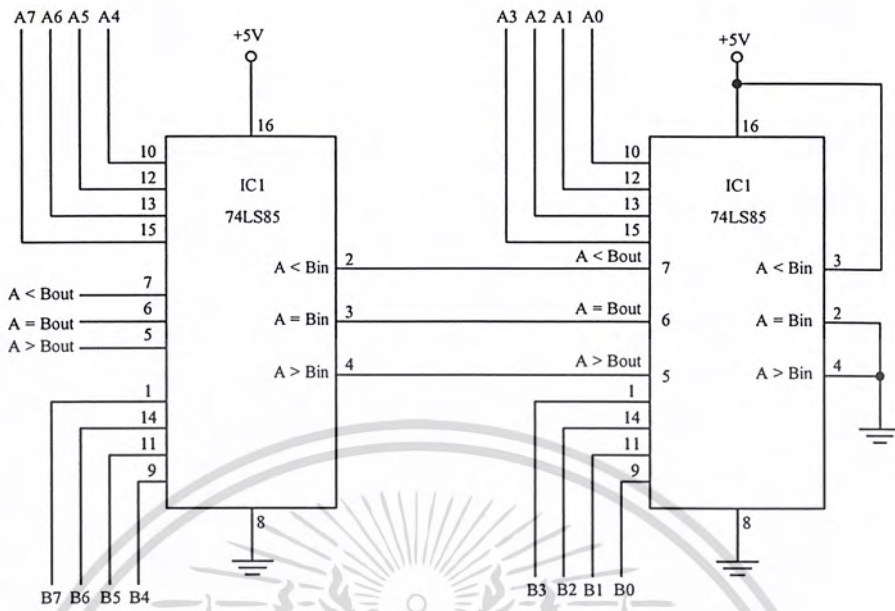 A7 A6 A5 A4
+5V
16
10
12
13
15
IC1
74LS85
A < Bin
2
A = Bin
3
A > Bin
4
7
A < Bout
6
A = Bout
5
A > Bout
1
14
11
9
8
B7 B6 B5 B4
A3 A2 A1 A0
+5V
16
10
12
13
15
IC1
74LS85
A < Bout
7
A = Bout
6
A > Bout
5
A < Bin
3
A = Bin
2
A > Bin
4
1
14
11
9
8
B3 B2 B1 B0